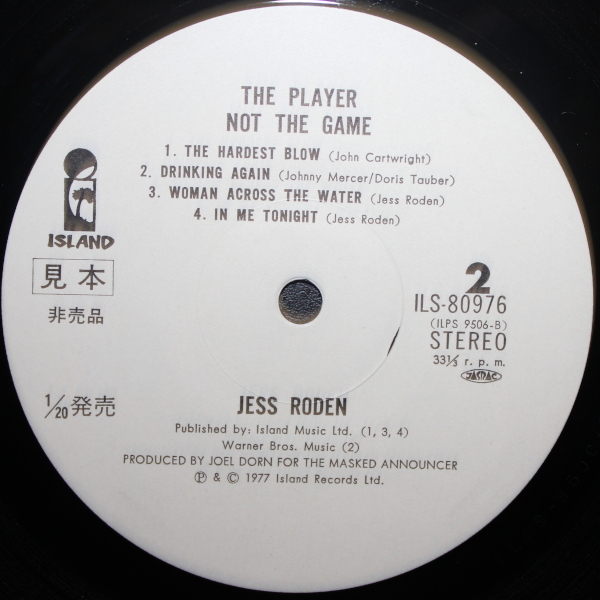 THE PLAYER
NOT THE GAME
1. THE HARDEST BLOW (John Cartwright)
2. DRINKING AGAIN (Johnny Mercer/Doris Tauber)
3. WOMAN ACROSS THE WATER (Jess Roden)
4. IN ME TONIGHT (Jess Roden)
ISLAND
見本
非売品
1/20発売
2
ILS-80976
(ILPS 9506-B)
STEREO
33⅓ r. p. m.
JASRAC
JESS RODEN
Published by: Island Music Ltd. (1, 3, 4)
Warner Bros. Music (2)
PRODUCED BY JOEL DORN FOR THE MASKED ANNOUNCER
Ⓟ & © 1977 Island Records Ltd.